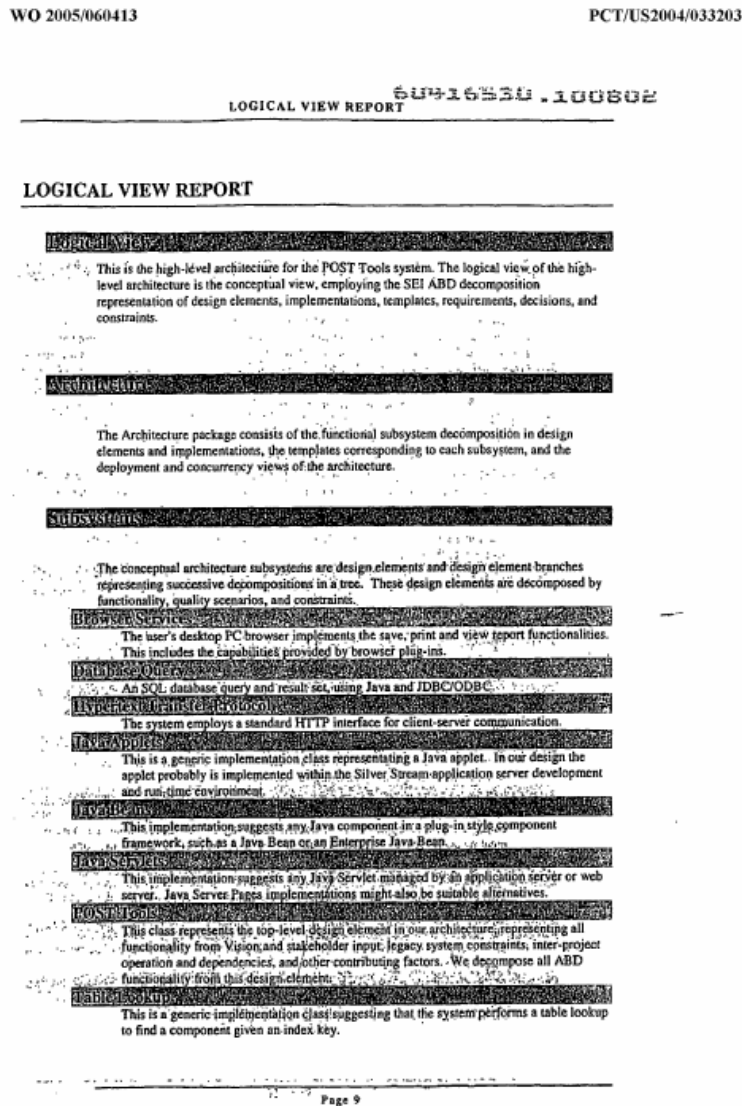 WO 2005/060413 PCT/US2004/033203
60416530.100802
LOGICAL VIEW REPORT
LOGICAL VIEW REPORT
Logical View
This is the high-level architecture for the POST Tools system. The logical view of the high-
level architecture is the conceptual view, employing the SEI ABD decomposition
representation of design elements, implementations, templates, requirements, decisions, and
constraints.
Architecture
The Architecture package consists of the functional subsystem decomposition in design
elements and implementations, the templates corresponding to each subsystem, and the
deployment and concurrency views of the architecture.
Subsystems
The conceptual architecture subsystems are design elements and design element branches
representing successive decompositions in a tree. These design elements are decomposed by
functionality, quality scenarios, and constraints.
Browser Services
The user's desktop PC browser implements the save, print and view report functionalities.
This includes the capabilities provided by browser plug-ins.
Database Query
An SQL database query and result set, using Java and JDBC/ODBC.
Hypertext Transfer Protocol
The system employs a standard HTTP interface for client-server communication.
Java Applets
This is a generic implementation class representating a Java applet. In our design the
applet probably is implemented within the Silver Stream application server development
and run-time environment.
Java Beans
This implementation suggests any Java component in a plug-in style component
framework, such as a Java Bean or an Enterprise Java Bean.
Java Servlets
This implementation suggests any Java Servlet managed by an application server or web
server. Java Server Pages implementations might also be suitable alternatives.
POST Tools
This class represents the top-level design element in our architecture, representing all
functionality from Vision and stakeholder input, legacy system constraints, inter-project
operation and dependencies, and other contributing factors. We decompose all ABD
functionality from this design element.
Table Lookup
This is a generic implementation class suggesting that the system performs a table lookup
to find a component given an index key.
Page 9